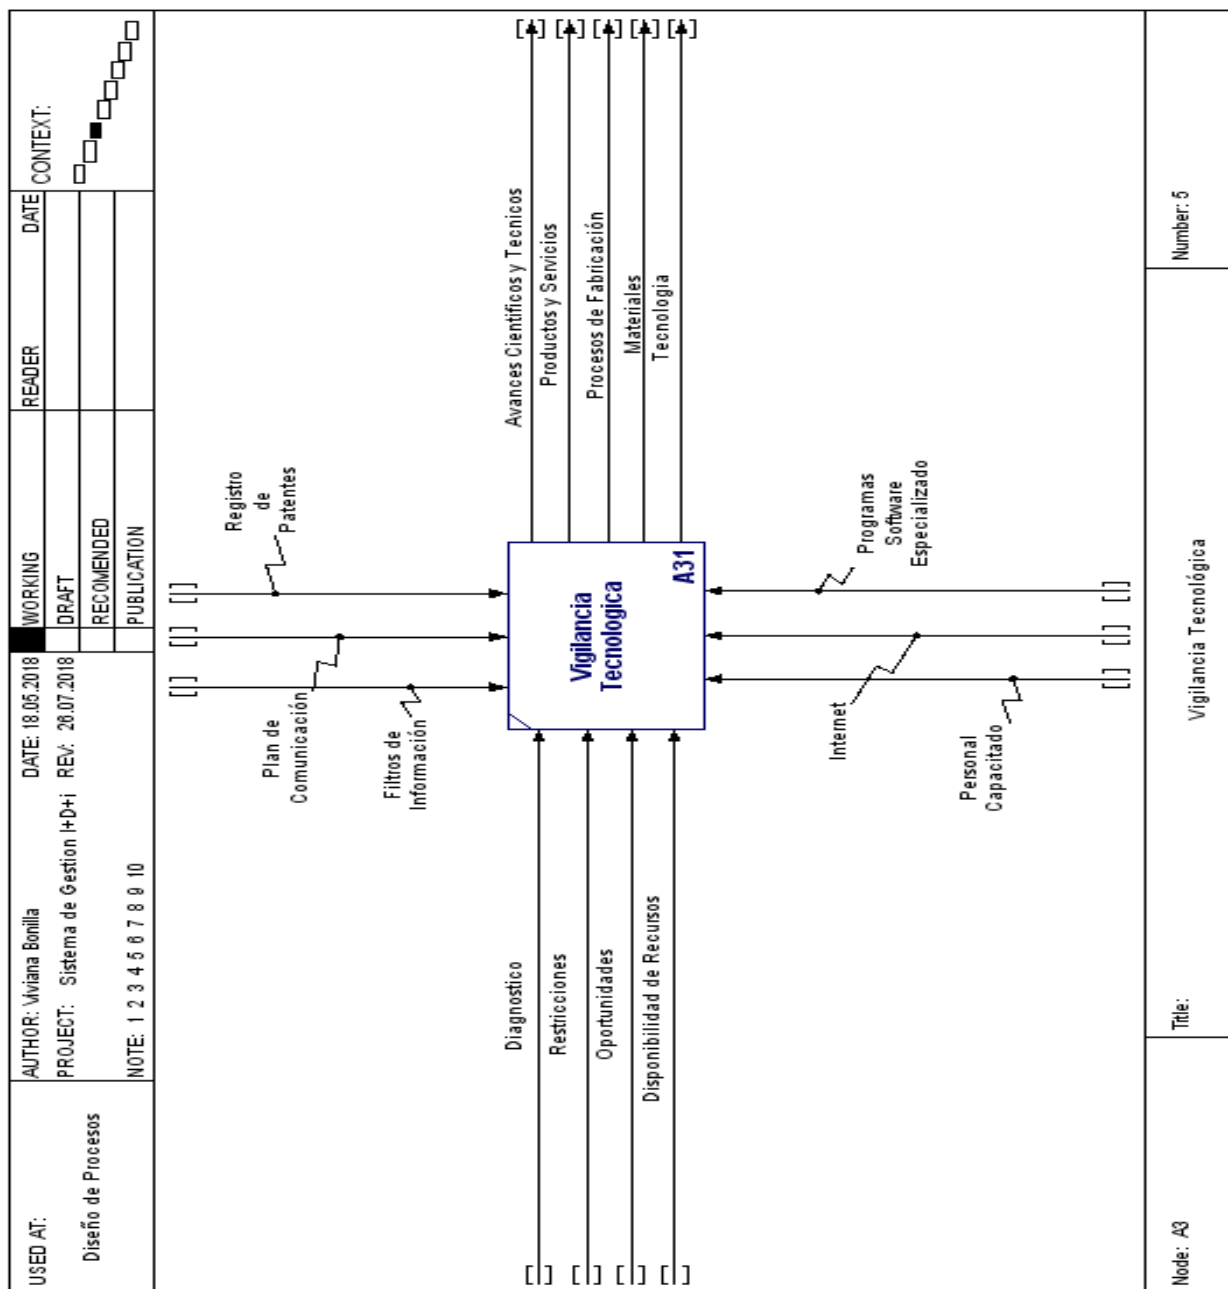 USED AT:
Diseño de Procesos
AUTHOR: Viviana Bonilla
PROJECT: Sistema de Gestion I+D+i
NOTE: 1 2 3 4 5 6 7 8 9 10
DATE: 18.05.2018
REV: 26.07.2018
WORKING
DRAFT
RECOMENDED
PUBLICATION
READER
DATE
CONTEXT:
Filtros de
Información
Plan de
Comunicación
Registro
de
Patentes
Diagnostico
Restricciones
Oportunidades
Disponibilidad de Recursos
Vigilancia
Tecnologica
A31
Avances Cientificos y Tecnicos
Productos y Servicios
Procesos de Fabricación
Materiales
Tecnologia
Personal
Capacitado
Internet
Programas
Software
Especializado
Node: A3
Title:
Vigilancia Tecnológica
Number: 5